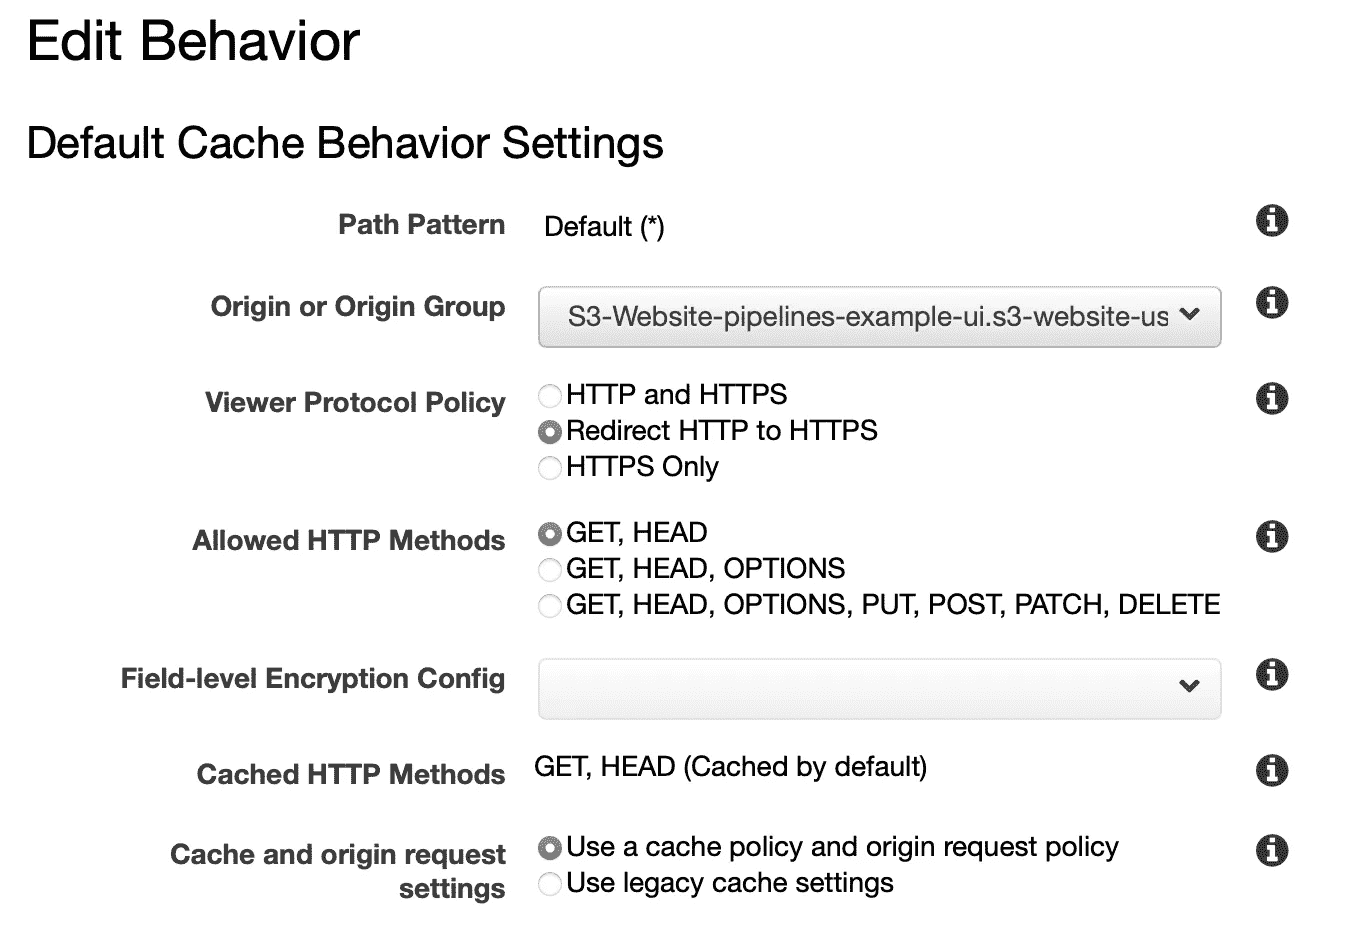 Edit Behavior
Default Cache Behavior Settings
Path Pattern Default (*)
Origin or Origin Group S3-Website-pipelines-example-ui.s3-website-us
Viewer Protocol Policy HTTP and HTTPS
Redirect HTTP to HTTPS
HTTPS Only
Allowed HTTP Methods GET, HEAD
GET, HEAD, OPTIONS
GET, HEAD, OPTIONS, PUT, POST, PATCH, DELETE
Field-level Encryption Config
Cached HTTP Methods GET, HEAD (Cached by default)
Cache and origin request Use a cache policy and origin request policy
settings Use legacy cache settings